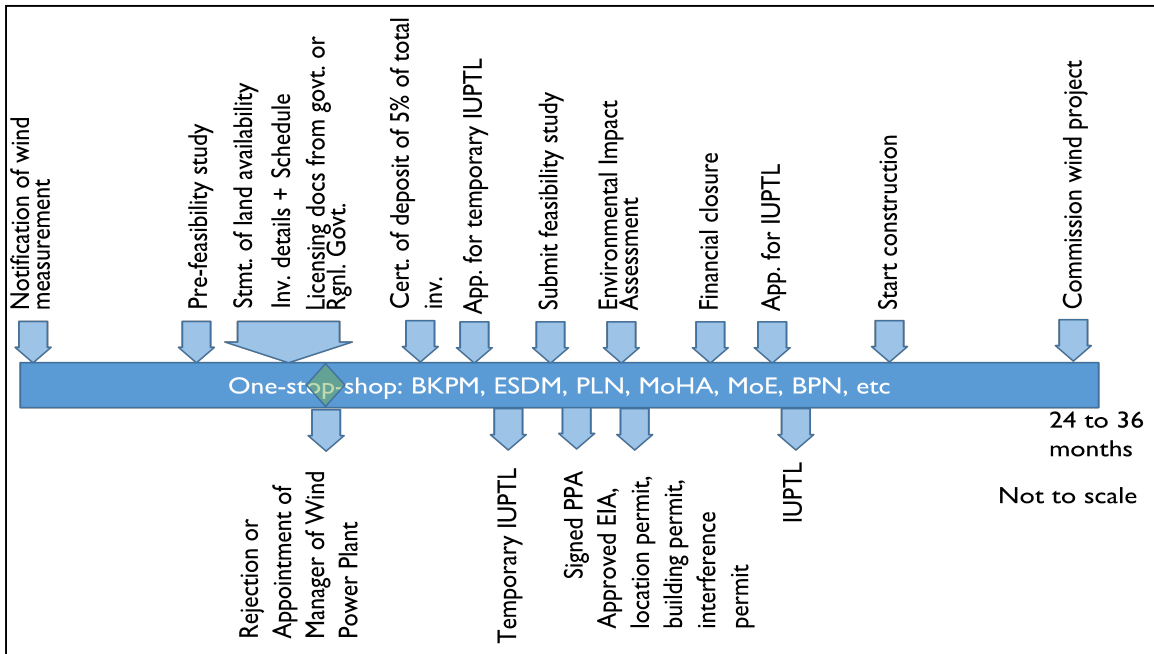 Notification of wind
measurement
Pre-feasibility study
Stmt. of land availability
Inv. details + Schedule
Licensing docs from govt. or
Rgnl. Govt.
Cert. of deposit of 5% of total
inv.
App. for temporary IUPTL
Submit feasibility study
Environmental Impact
Assessment
Financial closure
App. for IUPTL
Start construction
Commission wind project
One-stop-shop: BKPM, ESDM, PLN, MoHA, MoE, BPN, etc
24 to 36
months
Not to scale
Rejection or
Appointment of
Manager of Wind
Power Plant
Temporary IUPTL
Signed PPA
Approved EIA,
location permit,
building permit,
interference
permit
IUPTL